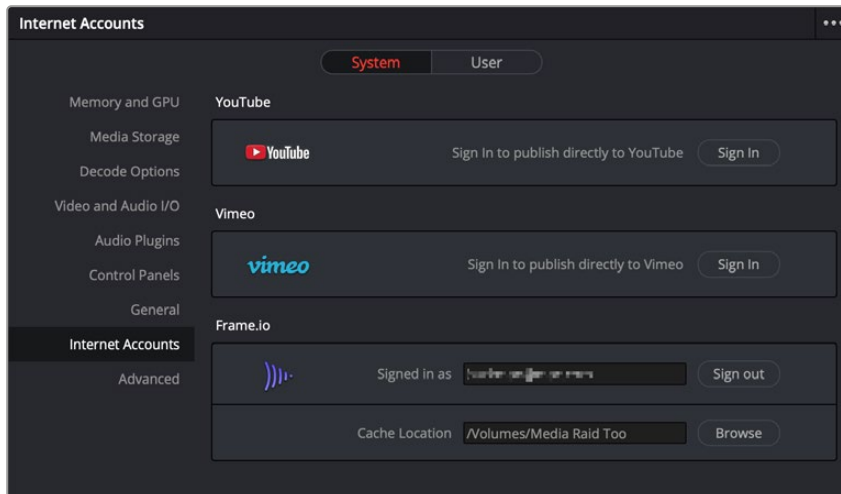 Internet Accounts
System User
Memory and GPU
Media Storage
Decode Options
Video and Audio I/O
Audio Plugins
Control Panels
General
Internet Accounts
Advanced
YouTube
YouTube Sign In to publish directly to YouTube Sign In
Vimeo
vimeo Sign In to publish directly to Vimeo Sign In
Frame.io
Signed in as Sign out
Cache Location /Volumes/Media Raid Too Browse